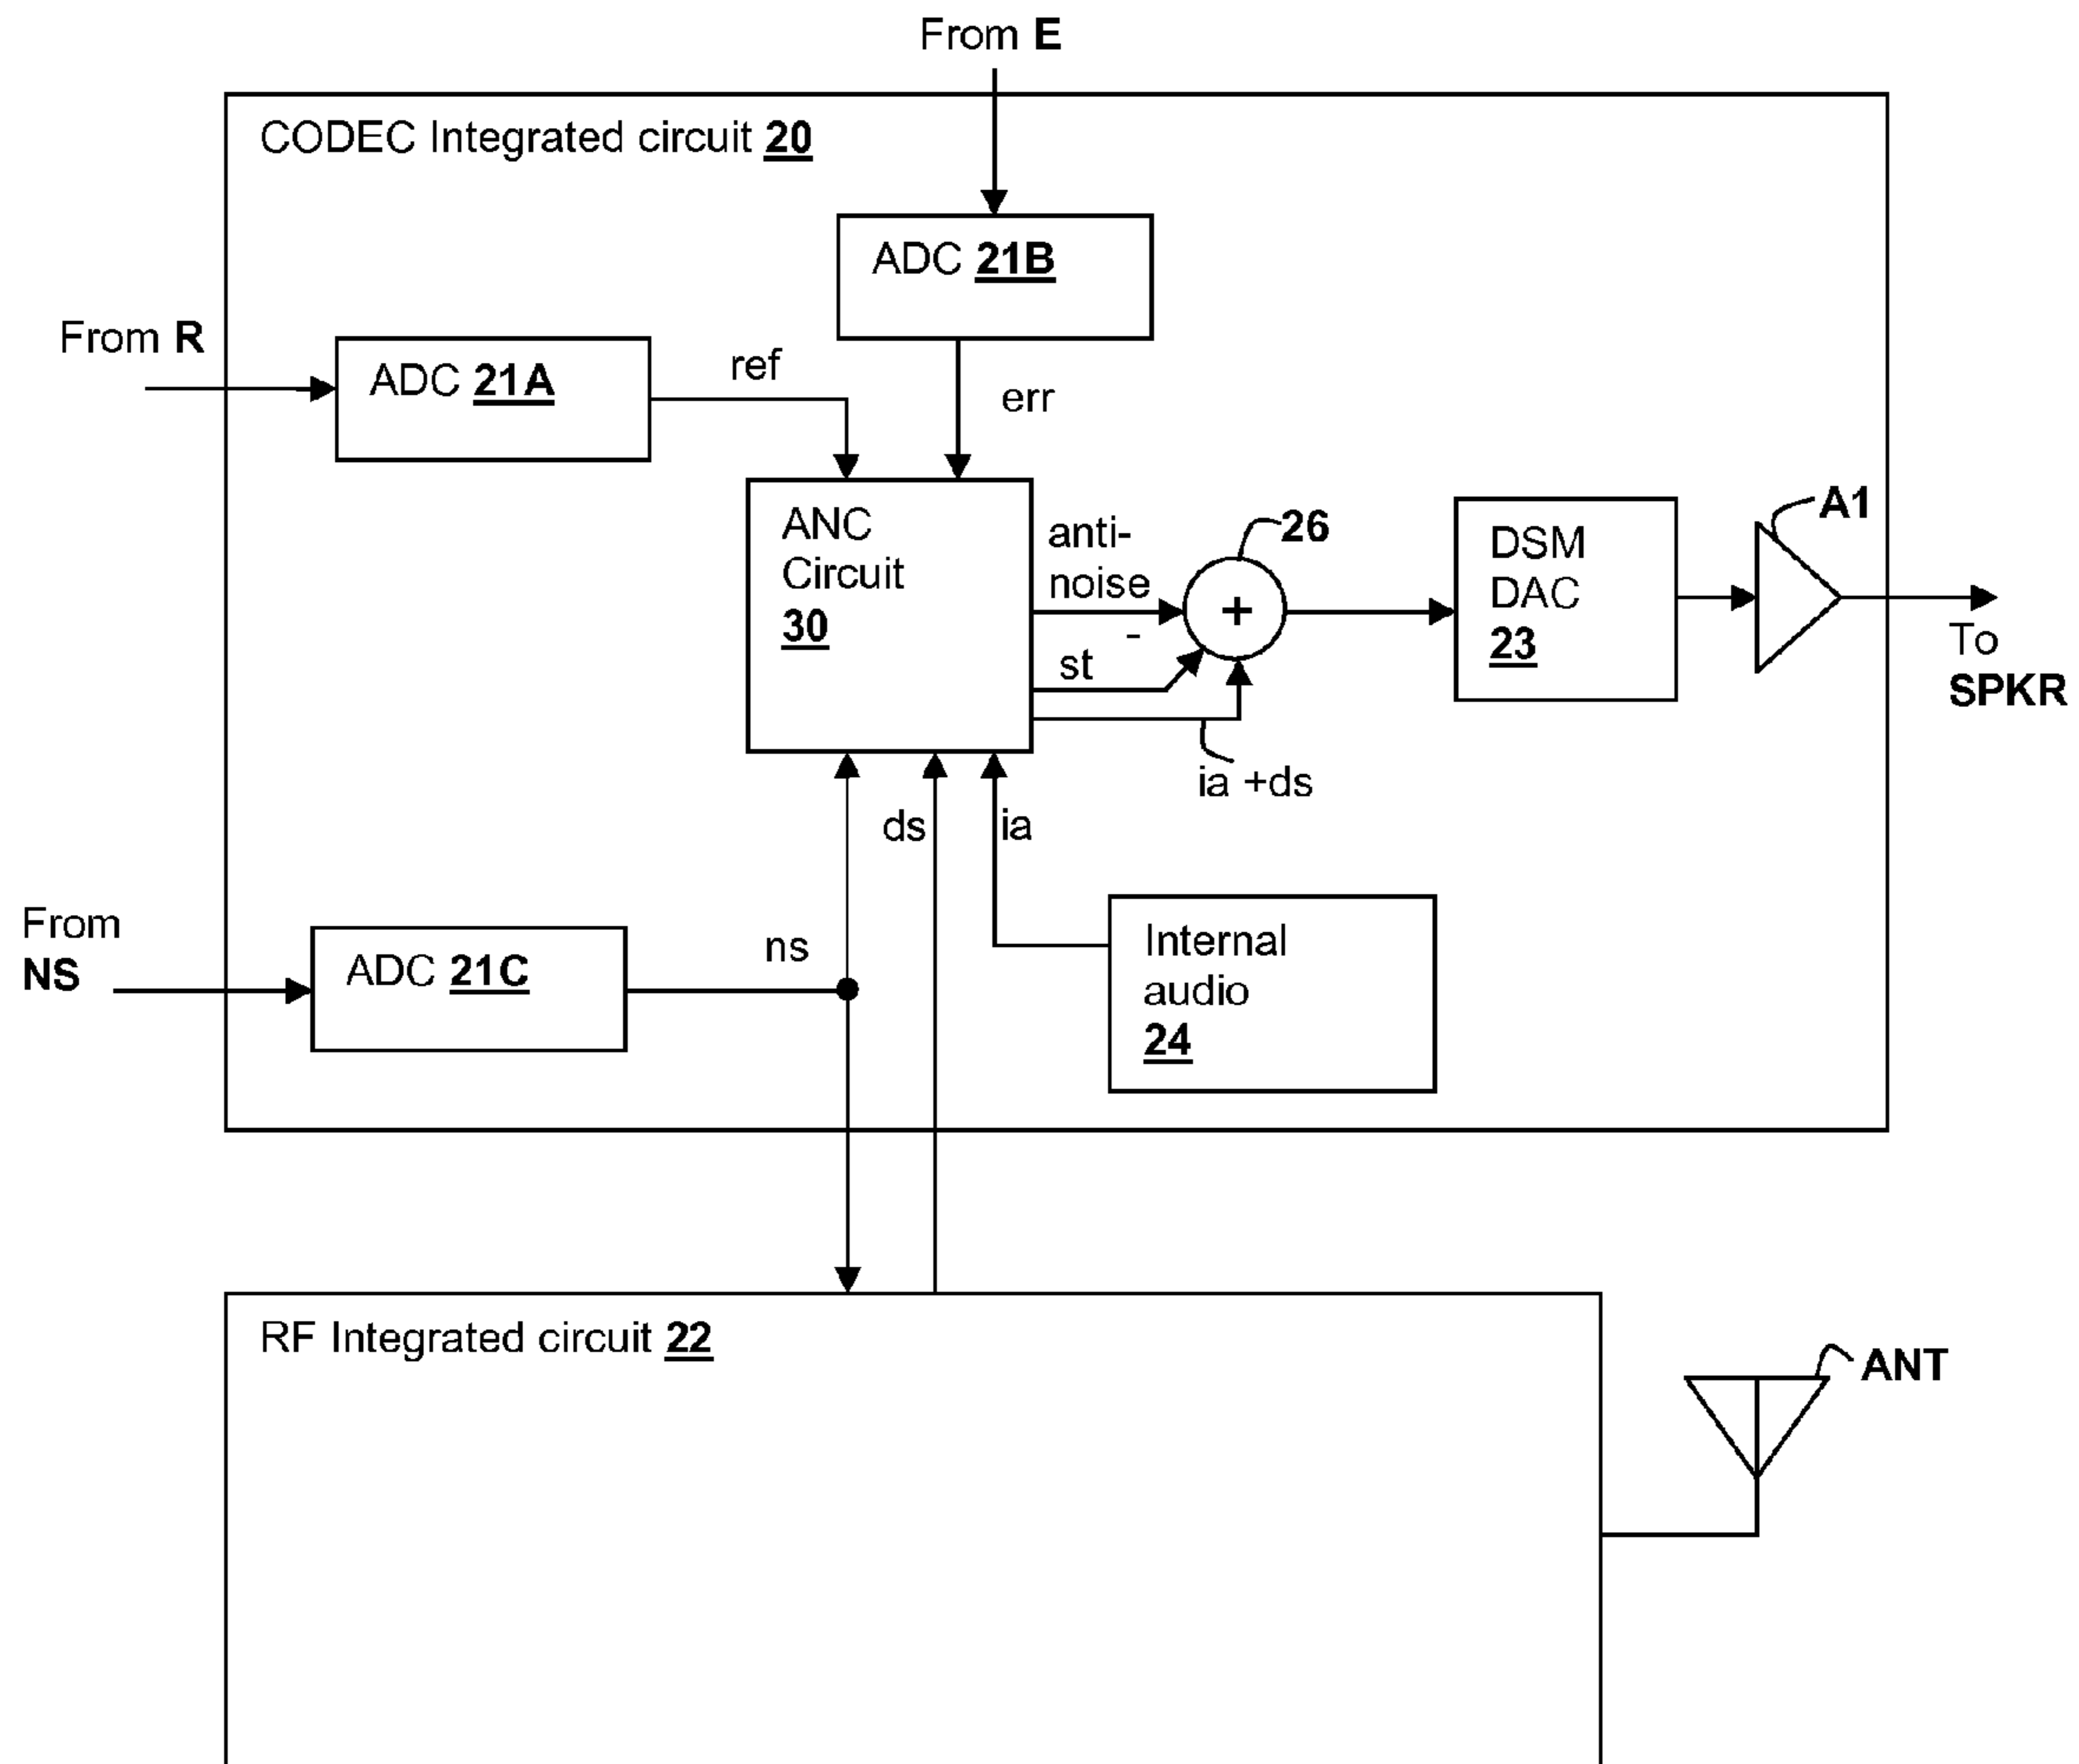 From E
CODEC Integrated circuit 20
ADC 21B
From R
ADC 21A
ref
err
ANC
Circuit
30
anti-
noise
-
st
26
+
DSM
DAC
23
A1
To
SPKR
ia +ds
ds
ia
From
NS
ADC 21C
ns
Internal
audio
24
RF Integrated circuit 22
ANT